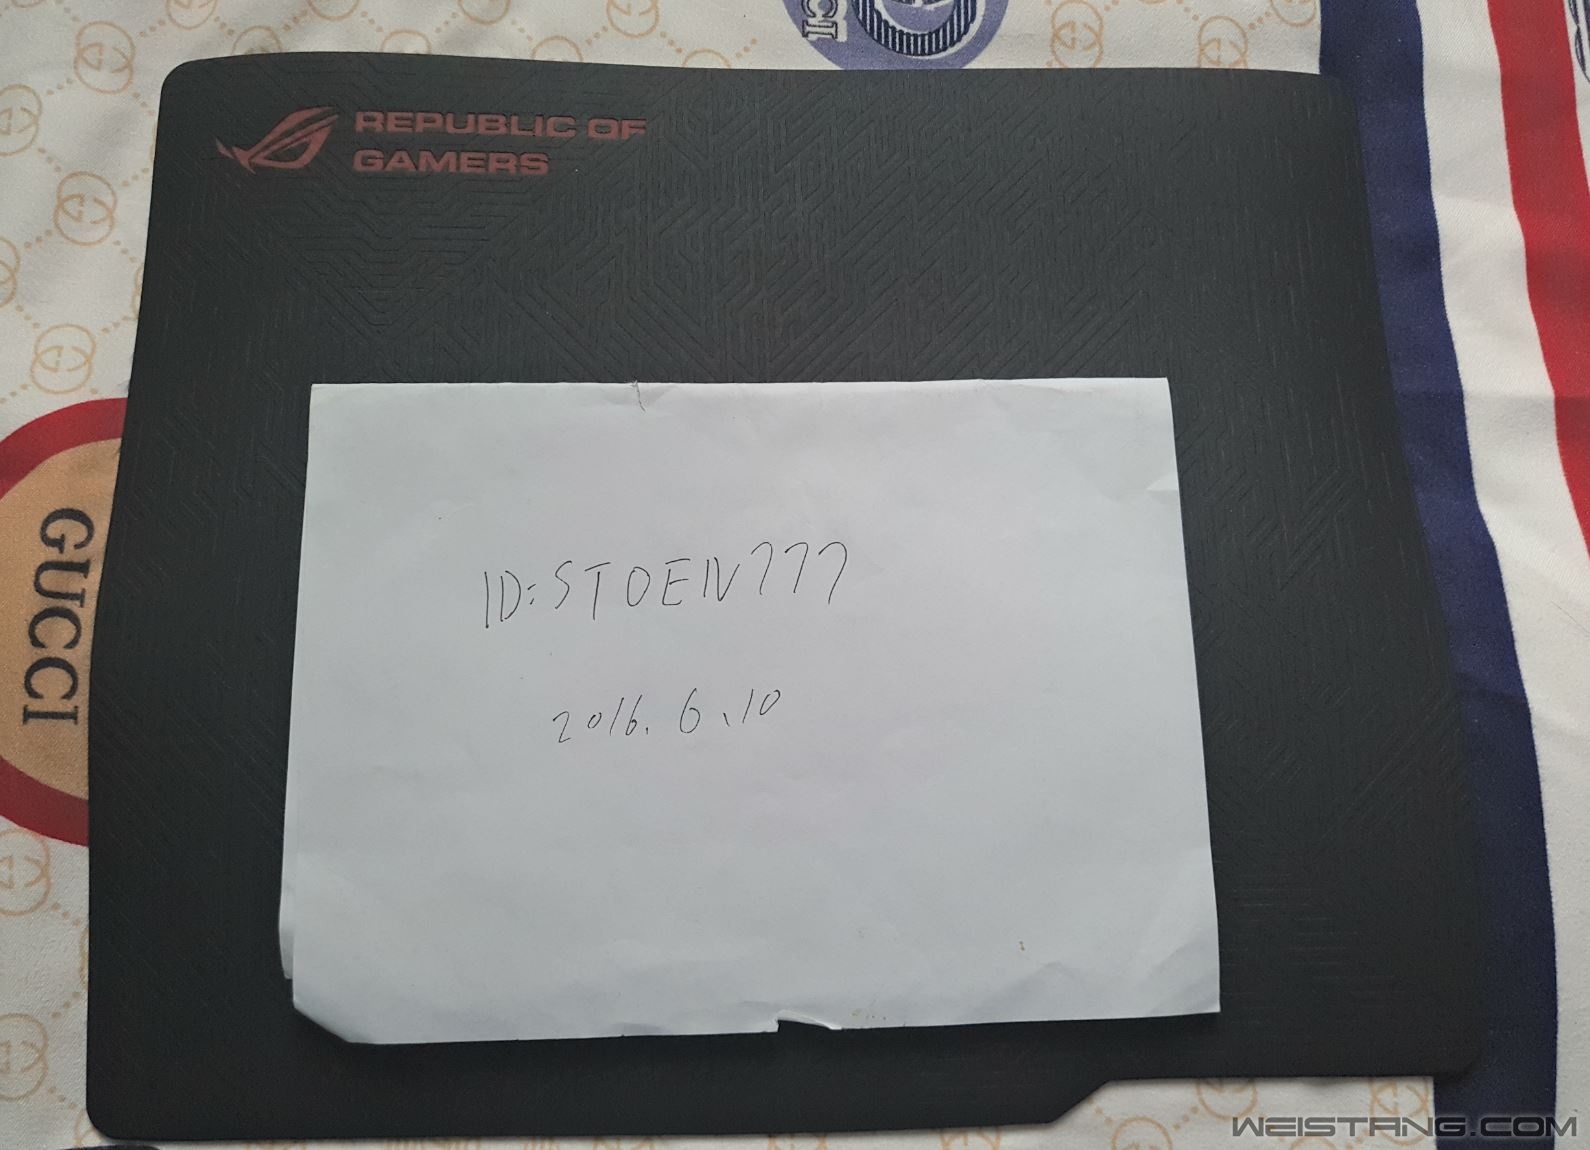 REPUBLIC OF
GAMERS
GUCCI
ID:STOEN777
2016.6.10
WEISTANG.COM